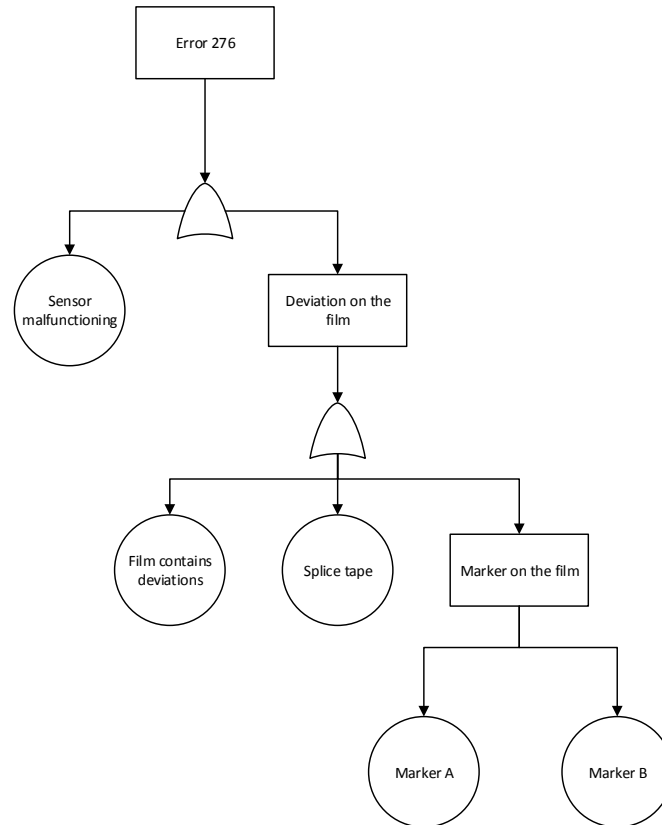 Error 276
Sensor
malfunctioning
Deviation on the
film
Film contains
deviations
Splice tape
Marker on the film
Marker A
Marker B